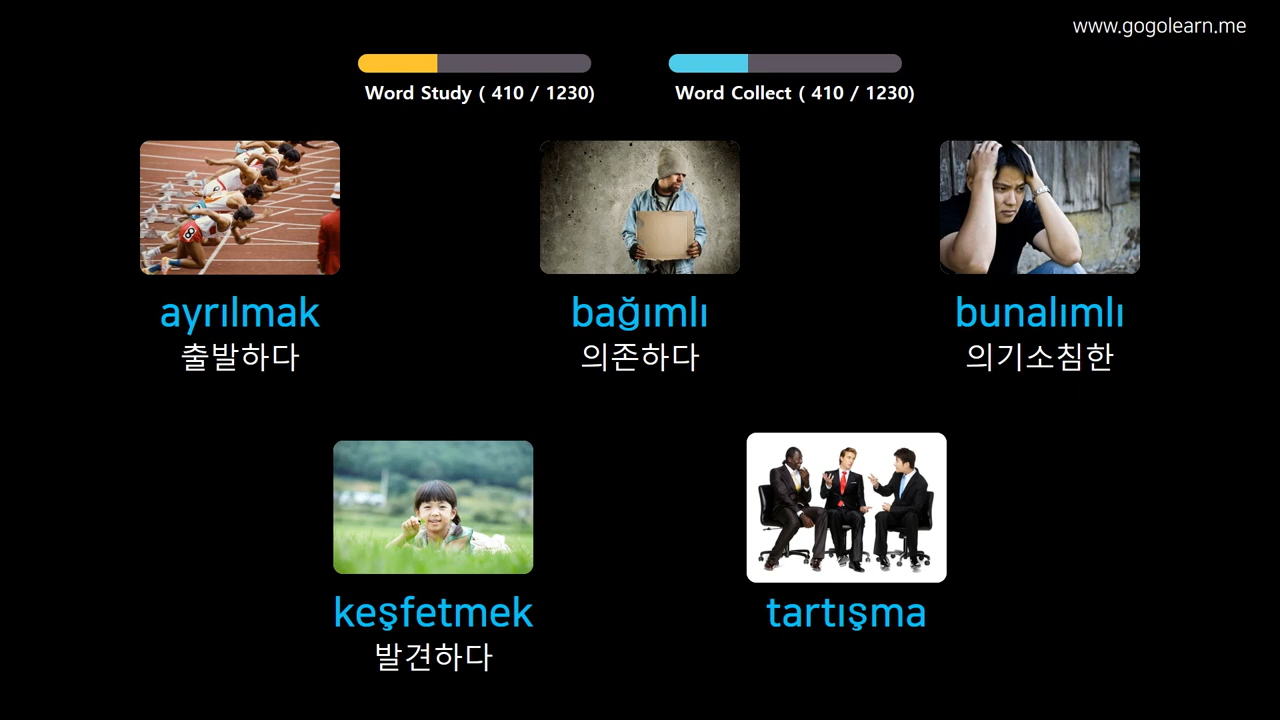 www.gogolearn.me
Word Study ( 410 / 1230)
Word Collect ( 410 / 1230)
8
ayrılmak
출발하다
bağımlı
의존하다
bunalımlı
의기소침한
keşfetmek
발견하다
tartışma